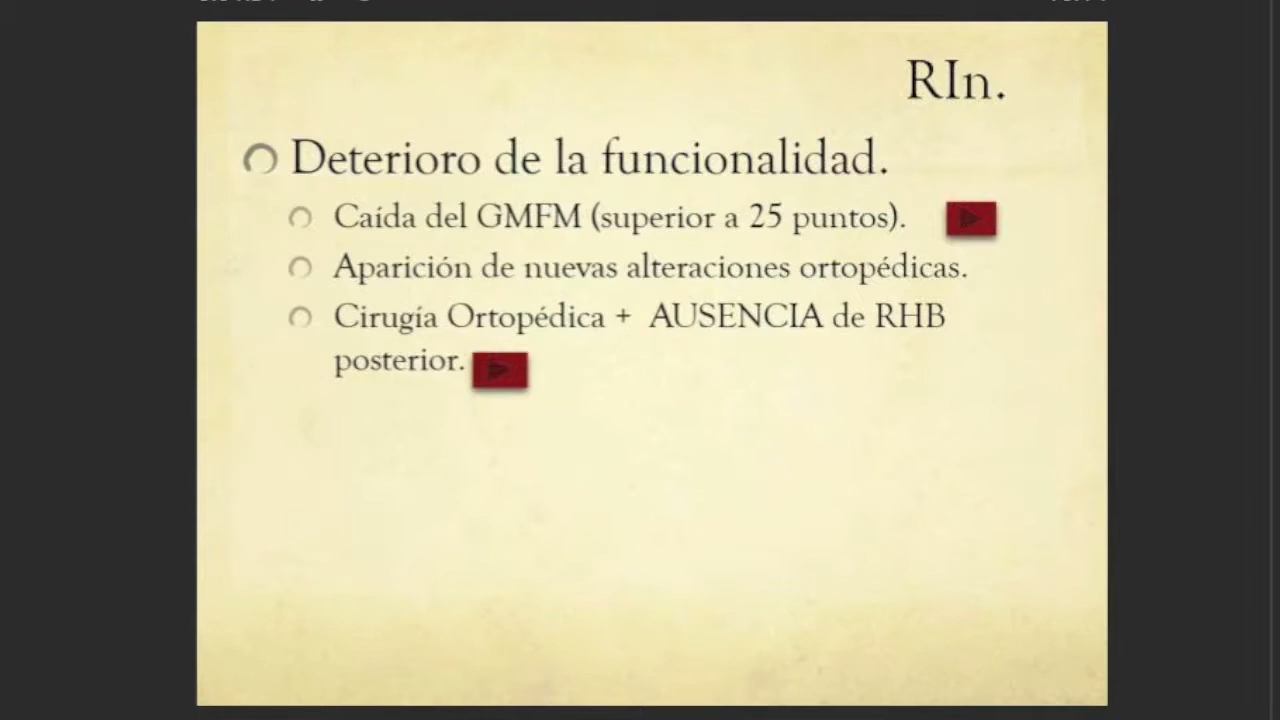 RIn.
Deterioro de la funcionalidad.
Caída del GMFM (superior a 25 puntos).
Aparición de nuevas alteraciones ortopédicas.
Cirugía Ortopédica + AUSENCIA de RHB
posterior.